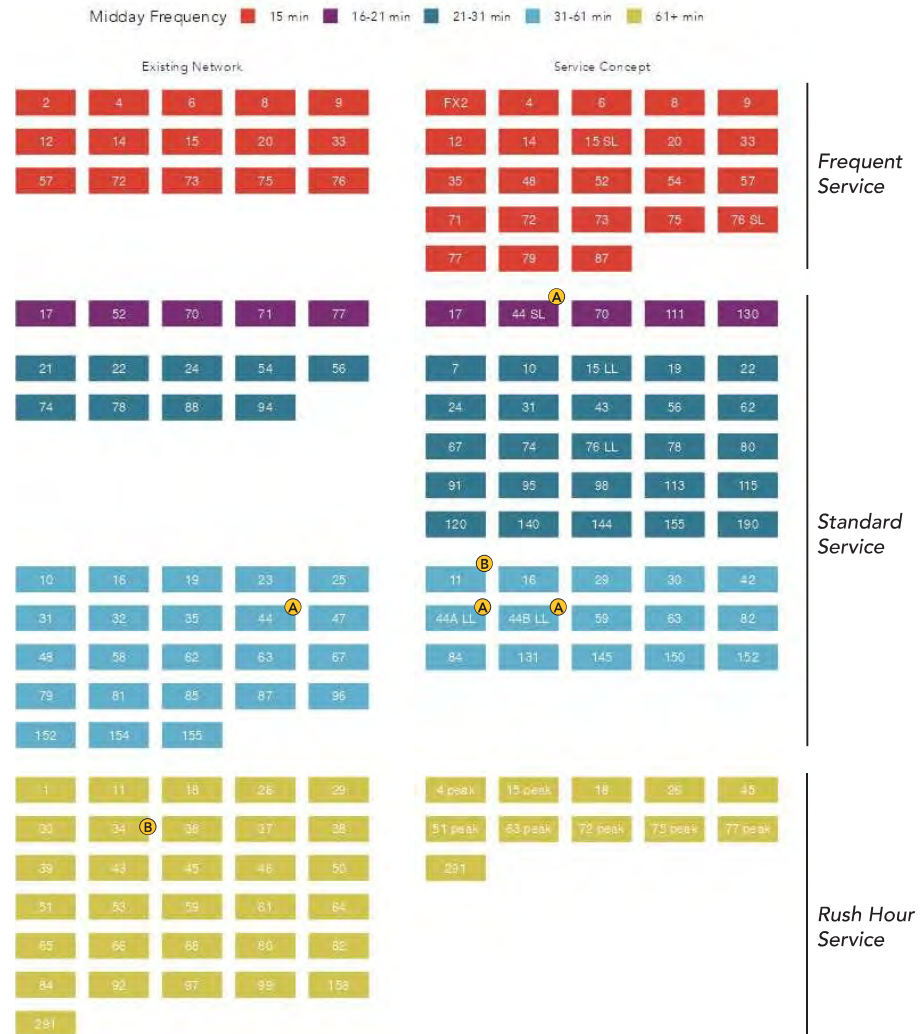 Midday Frequency 15 min 16-21 min 21-31 min 31-61 min 61+ min
Existing Network Service Concept
2 4 6 8 9 FX2 4 6 8 9
12 14 15 20 33 12 14 15 SL 20 33
Frequent
Service
57 72 73 75 76 35 48 52 54 57
71 72 73 75 76 SL
77 79 87
A
17 52 70 71 77 17 44 SL 70 111 130
21 22 24 54 56 7 10 15 LL 19 22
74 78 88 94 24 31 43 56 62
67 74 76 LL 78 80
91 95 98 113 115
120 140 144 155 190
Standard
Service
B
10 16 19 23 25 11 16 29 30 42
A A A
31 32 35 44 47 44A LL 44B LL 59 63 82
48 58 62 63 67 84 131 145 150 152
79 81 85 87 96
152 154 155
1 11 18 26 29 4 peak 15 peak 18 26 45
30 34 B 36 37 38 51 peak 63 peak 72 peak 75 peak 77 peak
39 43 45 46 50 291
51 53 59 61 64
Rush Hour
Service
65 66 68 80 82
84 92 97 99
291